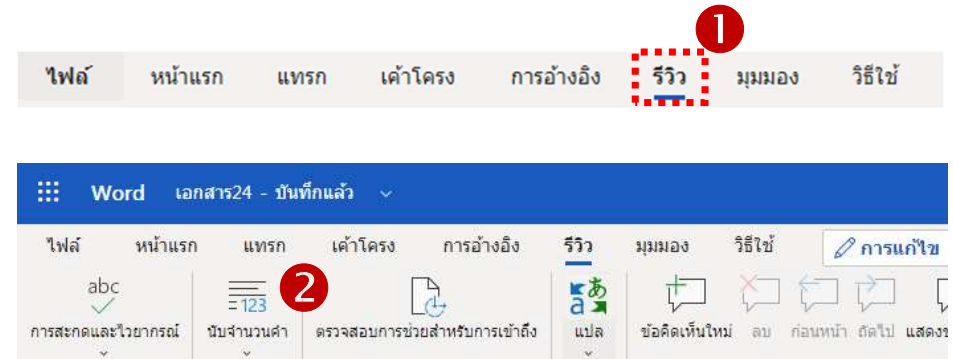 1
ไฟล์ หน้าแรก แทรก เค้าโครง การอ้างอิง รีวิว มุมมอง วิธีใช้
Word เอกสาร24 - บันทึกแล้ว
ไฟล์ หน้าแรก แทรก เค้าโครง การอ้างอิง รีวิว มุมมอง วิธีใช้ การแก้ไข
abc 123 2 あ a
การสะกดและไวยากรณ์ นับจำนวนคำ ตรวจสอบการช่วยสำหรับการเข้าถึง แปล ข้อคิดเห็นใหม่ ลบ ก่อนหน้า ถัดไป